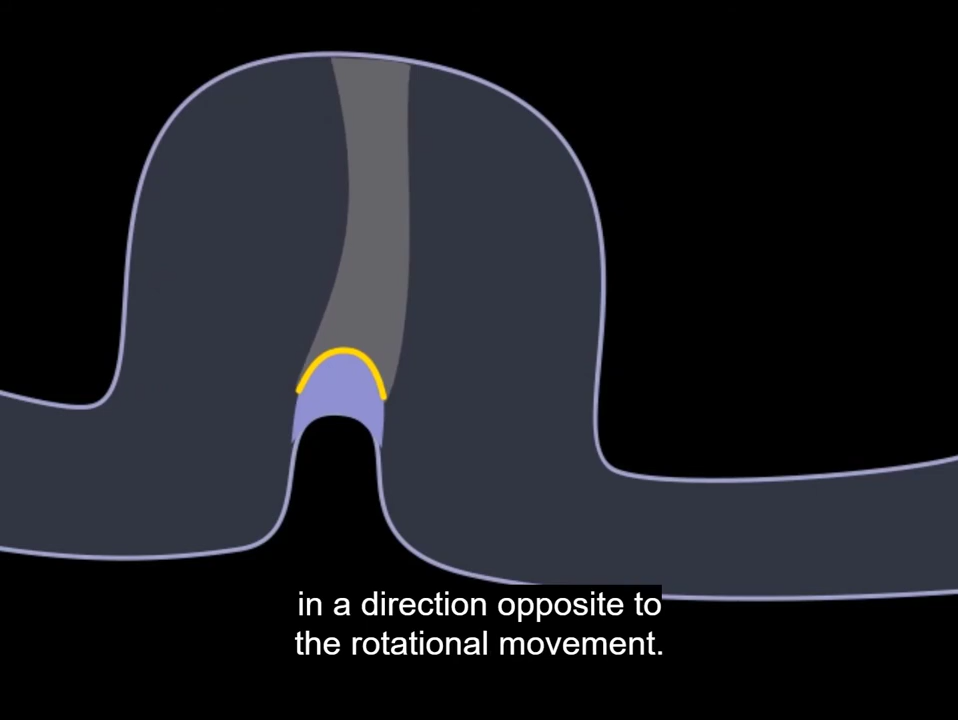 in a direction opposite to
the rotational movement.